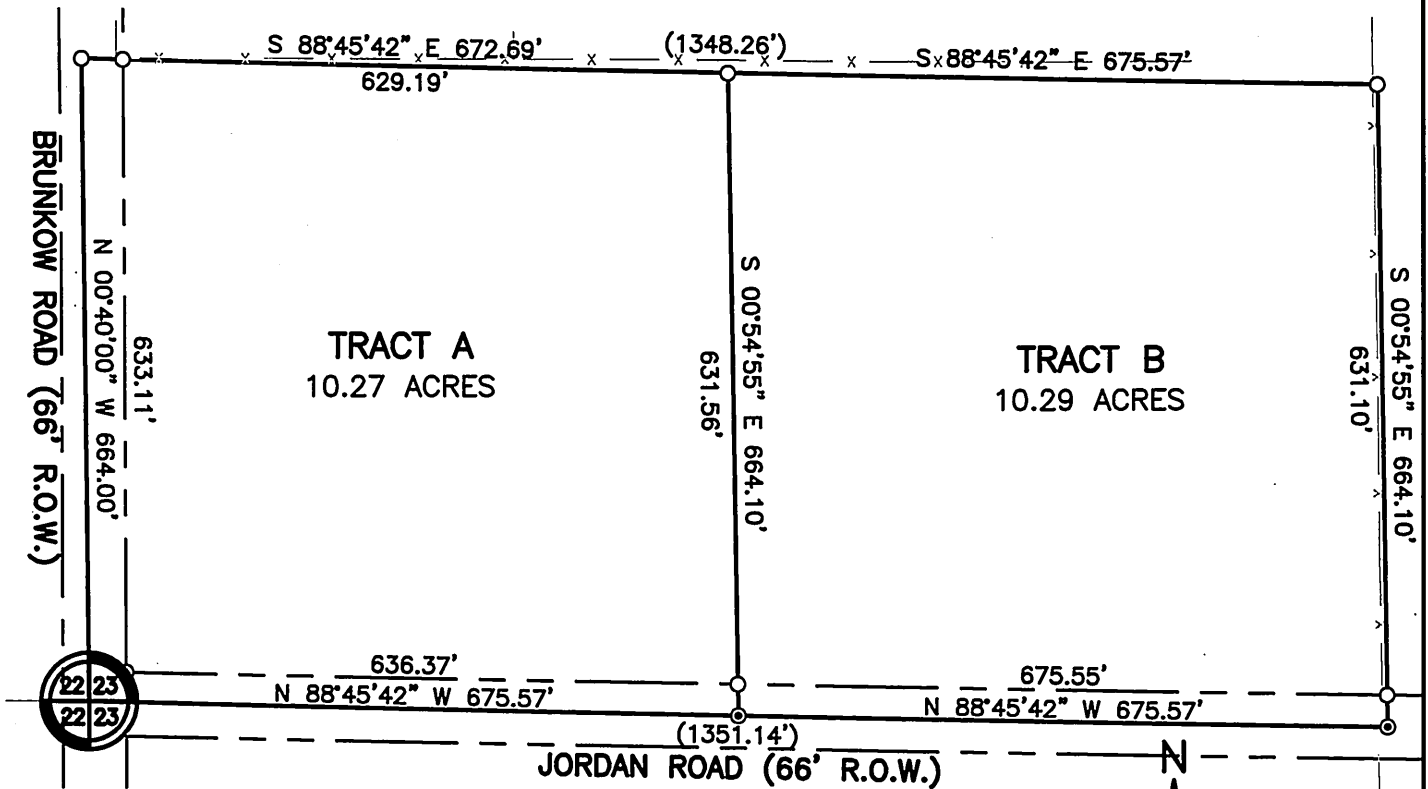 S 88°45'42" E 672.69'
(1348.26')
S 88°45'42" E 675.57'
629.19'
BRUNKOW ROAD (66' R.O.W.)
N 00°40'00" W 664.00'
633.11'
TRACT A
10.27 ACRES
S 00°54'55" E 664.10'
631.56'
TRACT B
10.29 ACRES
S 00°54'55" E 664.10'
631.10'
22 23
22 23
636.37'
N 88°45'42" W 675.57'
675.55'
N 88°45'42" W 675.57'
(1351.14')
JORDAN ROAD (66' R.O.W.)
N